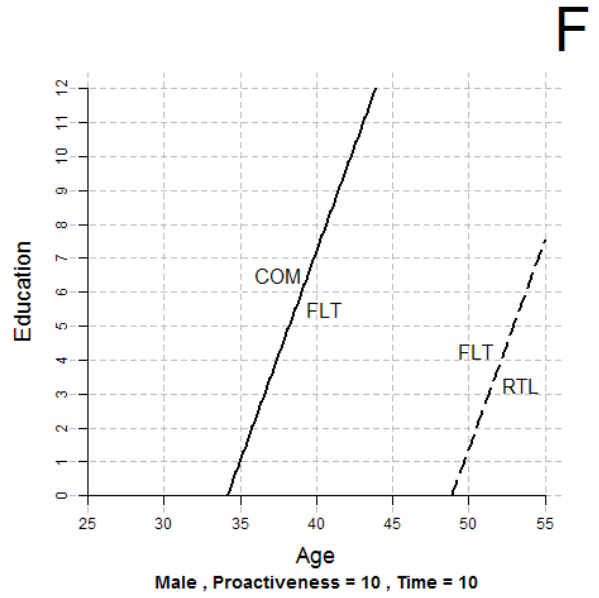 F
12
11
10
9
8
7
6
5
4
3
2
1
0
Education
COM
FLT
FLT
RTL
25 30 35 40 45 50 55
Age
Male , Proactiveness = 10 , Time = 10